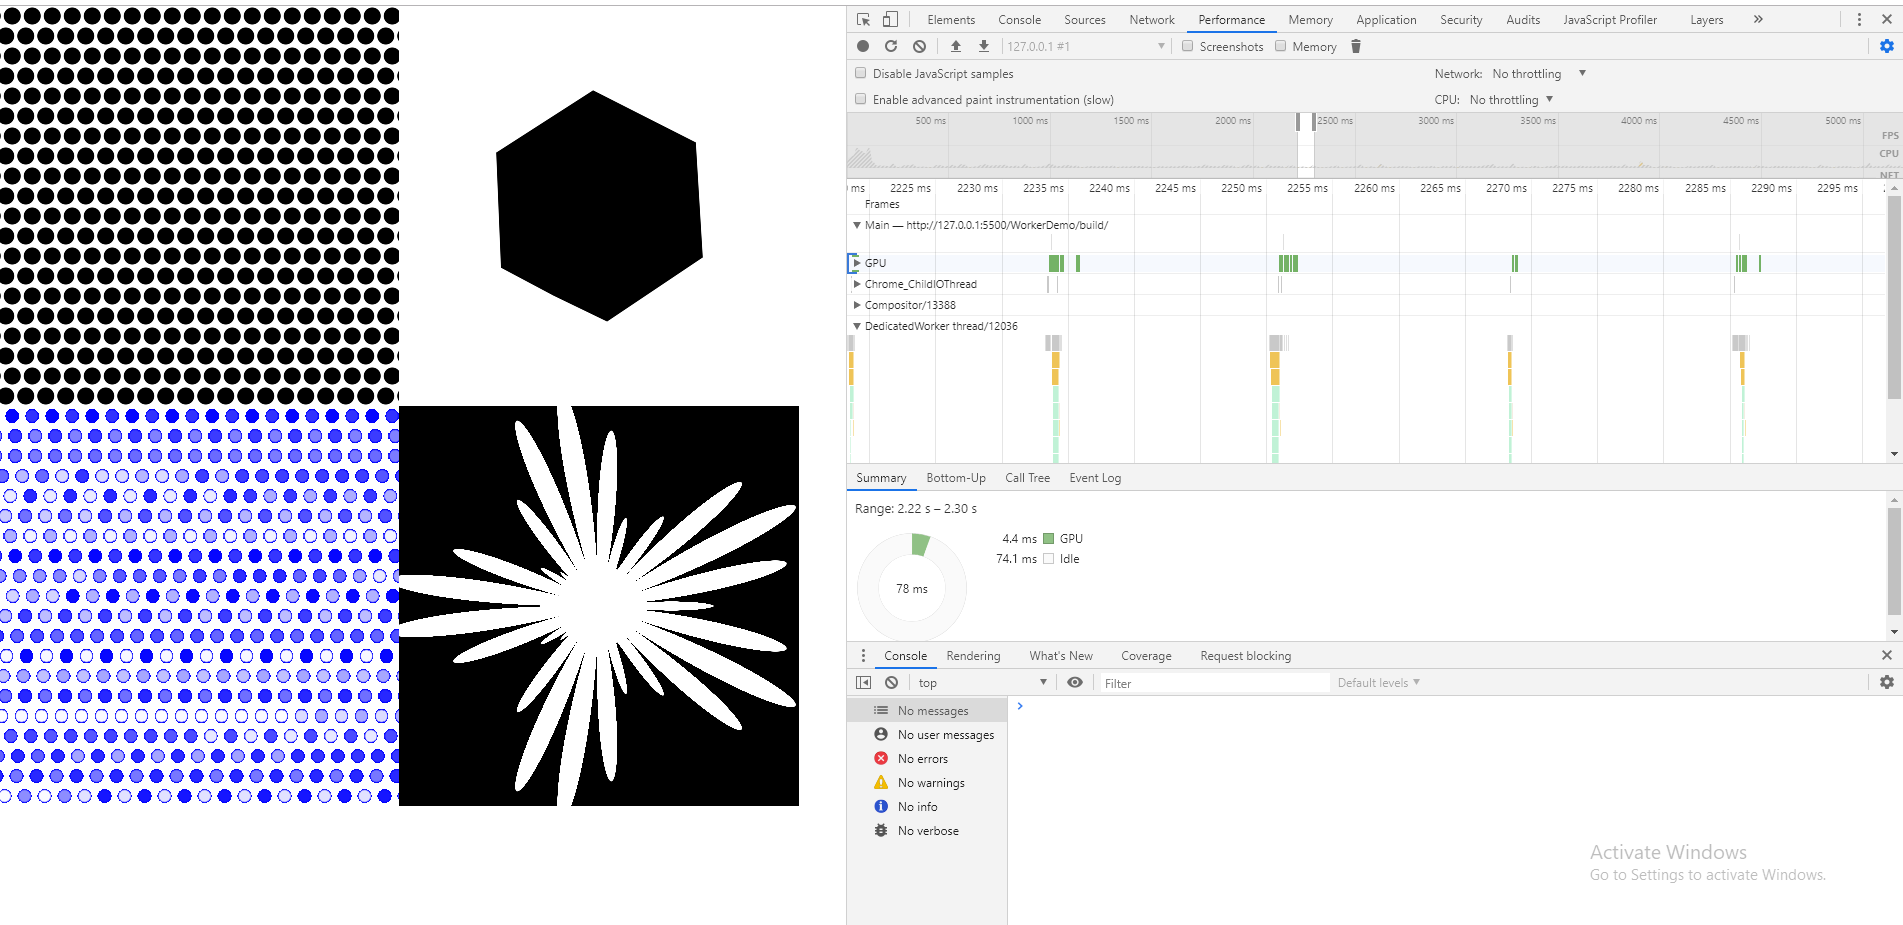 Elements Console Sources Network Performance Memory Application Security Audits JavaScript Profiler Layers »
127.0.0.1 #1 Screenshots Memory
Disable JavaScript samples Network: No throttling
Enable advanced paint instrumentation (slow) CPU: No throttling
500 ms 1000 ms 1500 ms 2000 ms 2500 ms 3000 ms 3500 ms 4000 ms 4500 ms 5000 ms
FPS
CPU
NET
ms 2225 ms 2230 ms 2235 ms 2240 ms 2245 ms 2250 ms 2255 ms 2260 ms 2265 ms 2270 ms 2275 ms 2280 ms 2285 ms 2290 ms 2295 ms
Frames
Main — http://127.0.0.1:5500/WorkerDemo/build/
GPU
Chrome_ChildIOThread
Compositor/13388
DedicatedWorker thread/12036
Summary Bottom-Up Call Tree Event Log
Range: 2.22 s – 2.30 s
4.4 ms GPU
74.1 ms Idle
78 ms
Console Rendering What's New Coverage Request blocking
top Filter Default levels
No messages
No user messages
No errors
No warnings
No info
No verbose
Activate Windows
Go to Settings to activate Windows.